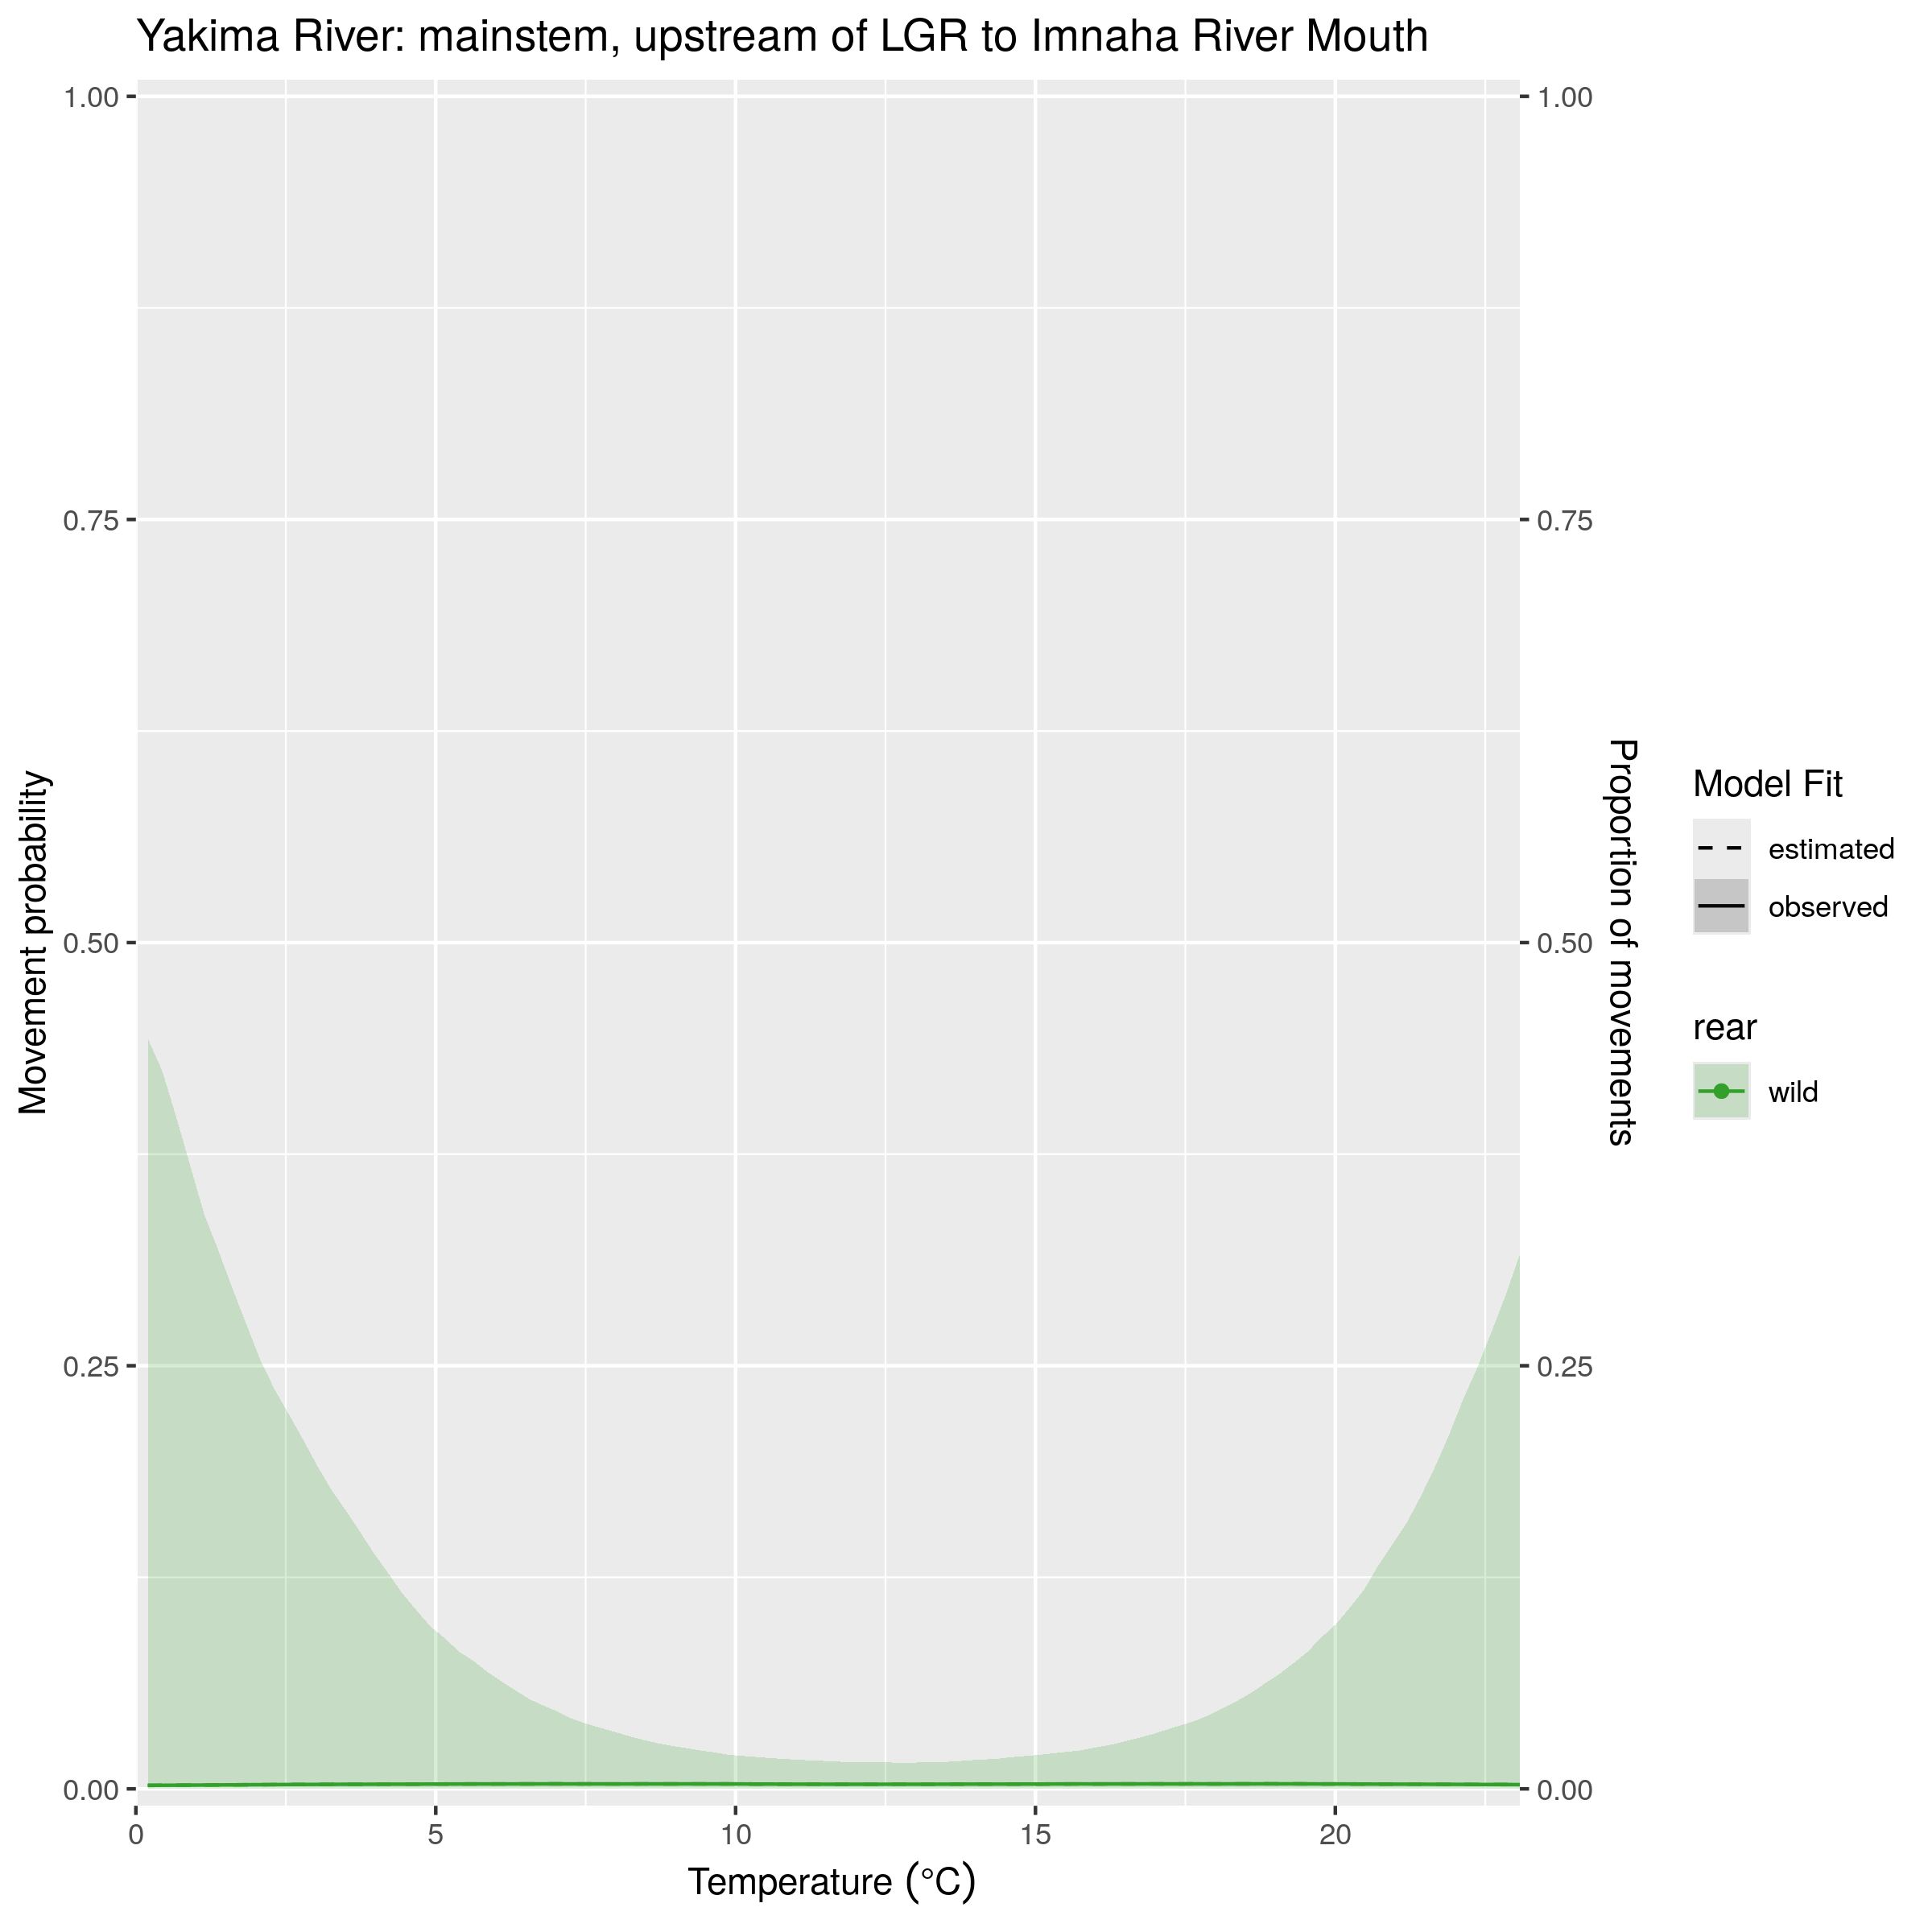 Yakima River: mainstem, upstream of LGR to Imnaha River Mouth
Movement probability
1.00
0.75
0.50
0.25
0.00
0
5
10
15
20
Temperature (°C)
1.00
0.75
0.50
0.25
0.00
Proportion of movements
Model Fit
estimated
observed
rear
wild